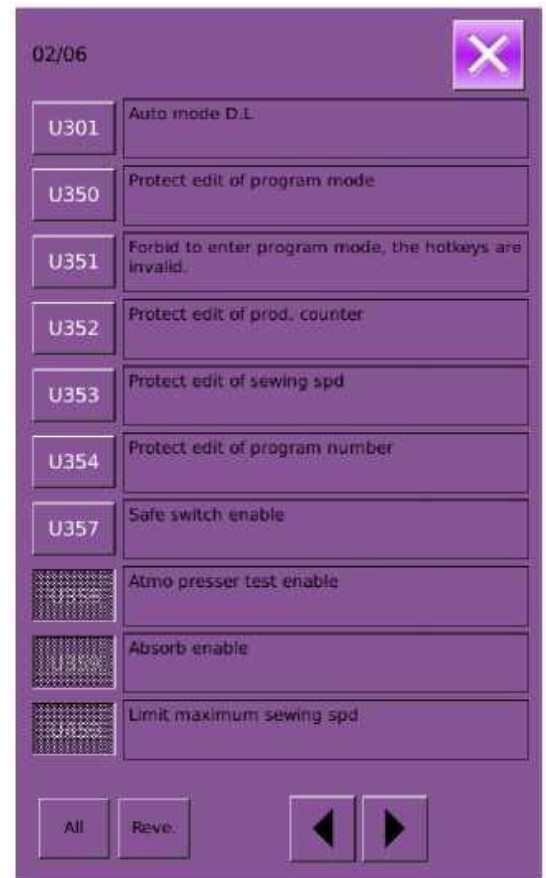 02/06
U301 Auto mode D.L
U350 Protect edit of program mode
U351 Forbid to enter program mode, the hotkeys are
invalid.
U352 Protect edit of prod. counter
U353 Protect edit of sewing spd
U354 Protect edit of program number
U357 Safe switch enable
Atmo presser test enable
Absorb enable
Limit maximum sewing spd
All Reve.